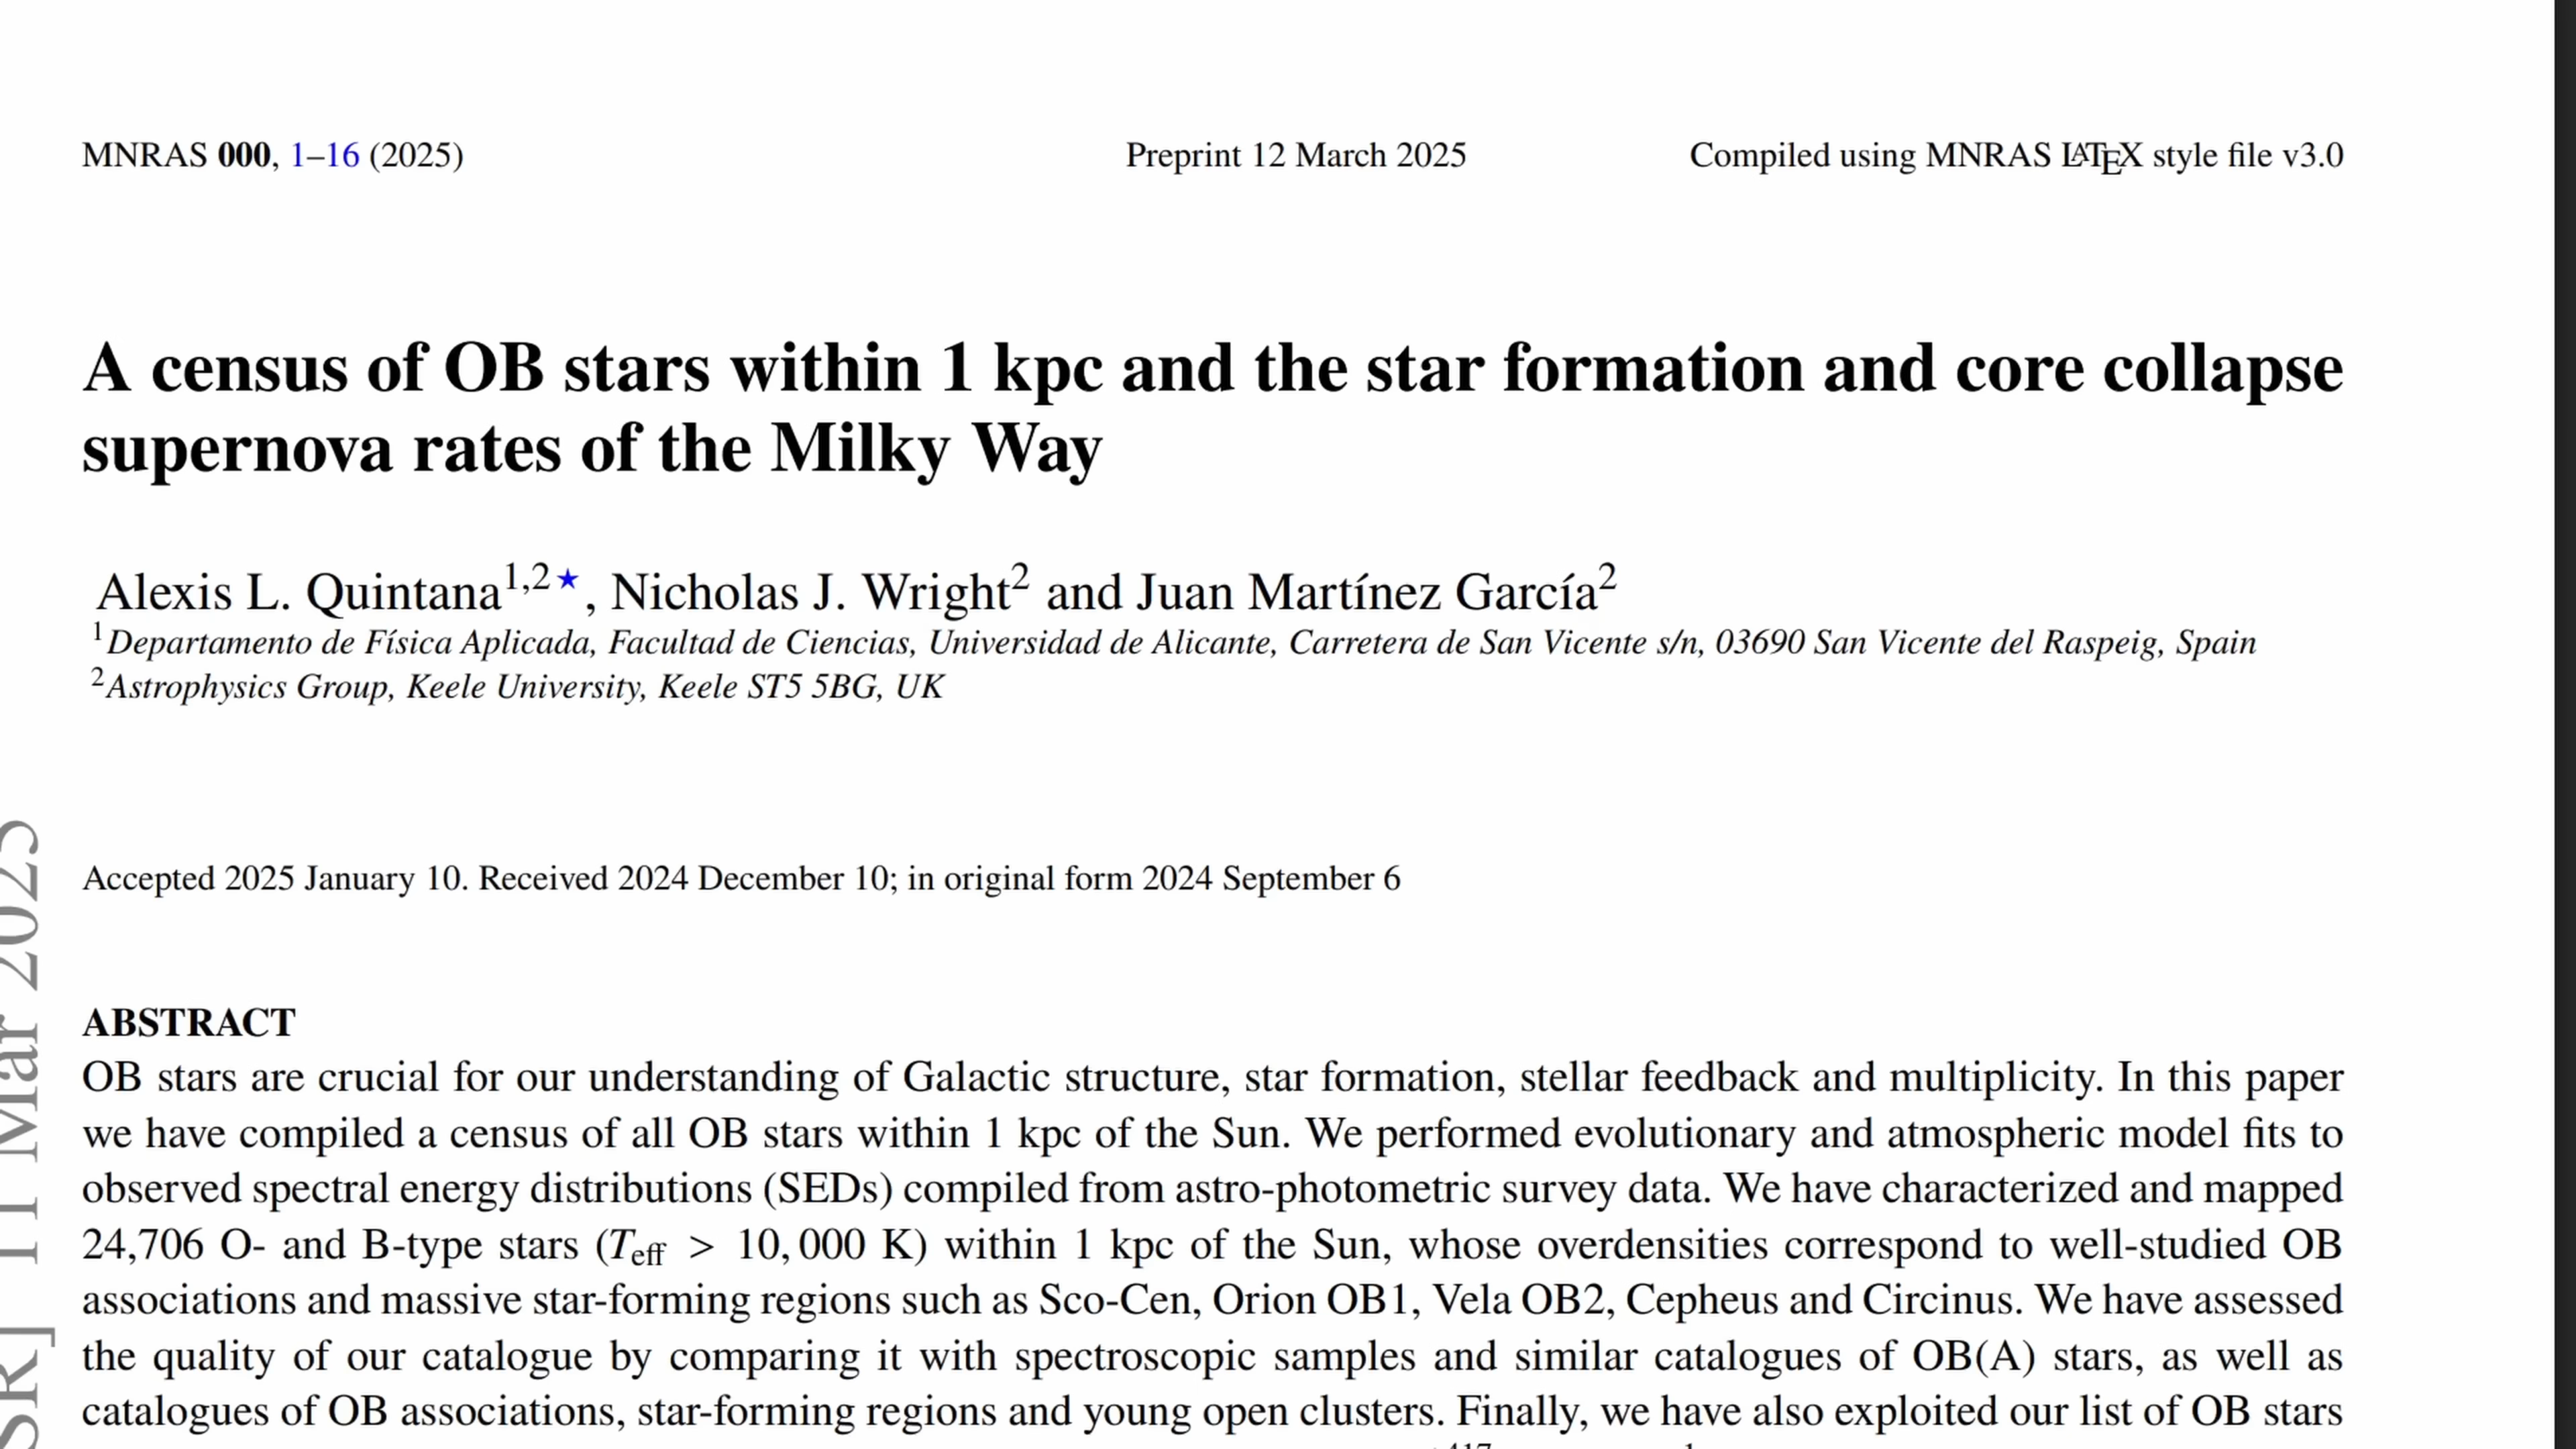 MNRAS 000, 1–16 (2025) Preprint 12 March 2025 Compiled using MNRAS LATEX style file v3.0
A census of OB stars within 1 kpc and the star formation and core collapse
supernova rates of the Milky Way
Alexis L. Quintana1,2★, Nicholas J. Wright2 and Juan Martínez García2
1Departamento de Física Aplicada, Facultad de Ciencias, Universidad de Alicante, Carretera de San Vicente s/n, 03690 San Vicente del Raspeig, Spain
2Astrophysics Group, Keele University, Keele ST5 5BG, UK
Accepted 2025 January 10. Received 2024 December 10; in original form 2024 September 6
ABSTRACT
OB stars are crucial for our understanding of Galactic structure, star formation, stellar feedback and multiplicity. In this paper
we have compiled a census of all OB stars within 1 kpc of the Sun. We performed evolutionary and atmospheric model fits to
observed spectral energy distributions (SEDs) compiled from astro-photometric survey data. We have characterized and mapped
24,706 O- and B-type stars (Teff > 10,000 K) within 1 kpc of the Sun, whose overdensities correspond to well-studied OB
associations and massive star-forming regions such as Sco-Cen, Orion OB1, Vela OB2, Cepheus and Circinus. We have assessed
the quality of our catalogue by comparing it with spectroscopic samples and similar catalogues of OB(A) stars, as well as
catalogues of OB associations, star-forming regions and young open clusters. Finally, we have also exploited our list of OB stars
SR] 11 Mar 2025